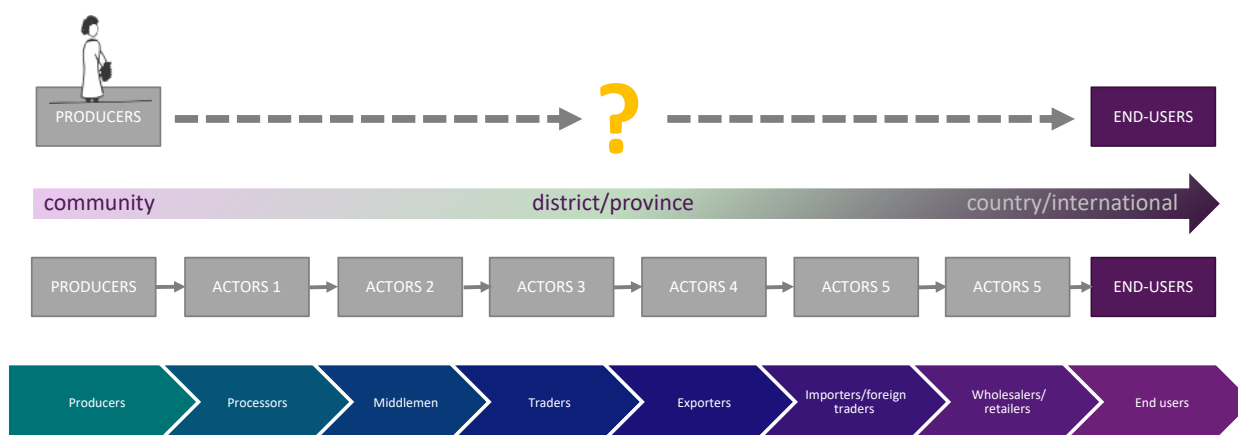 PRODUCERS
?
END-USERS
community
district/province
country/international
PRODUCERS
ACTORS 1
ACTORS 2
ACTORS 3
ACTORS 4
ACTORS 5
ACTORS 5
END-USERS
Producers
Processors
Middlemen
Traders
Exporters
Importers/foreign
traders
Wholesalers/
retailers
End users